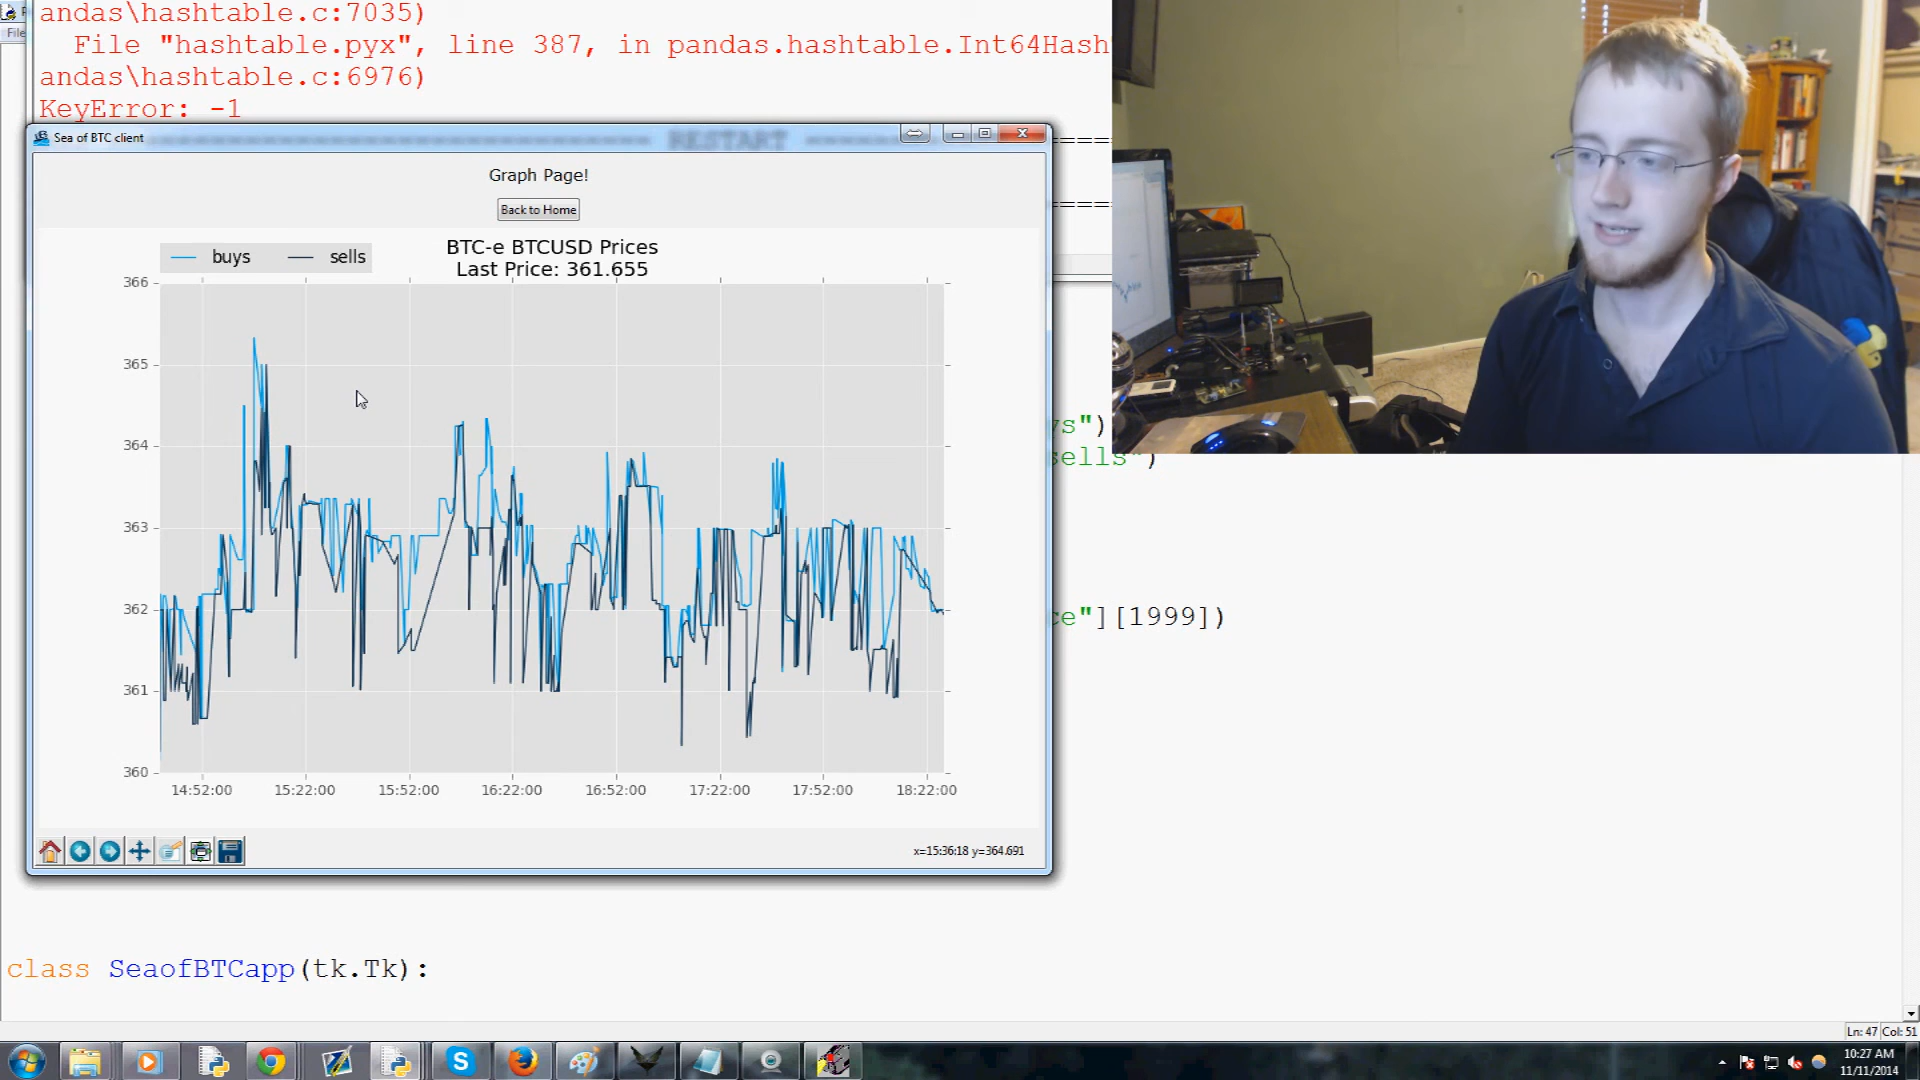 andas\hashtable.c:7035)
File "hashtable.pyx", line 387, in pandas.hashtable.Int64Hash
andas\hashtable.c:6976)
KeyError: -1
Sea of BTC client
RESTART
Graph Page!
Back to Home
buys sells
BTC-e BTCUSD Prices
Last Price: 361.655
366
365
364
363
362
361
360
14:52:00 15:22:00 15:52:00 16:22:00 16:52:00 17:22:00 17:52:00 18:22:00
x=15:36:18 y=364.691
ys")
sells")
ce"][1999])
class SeaofBTCapp(tk.Tk):
Ln: 47 Col: 51
10:27 AM
11/11/2014